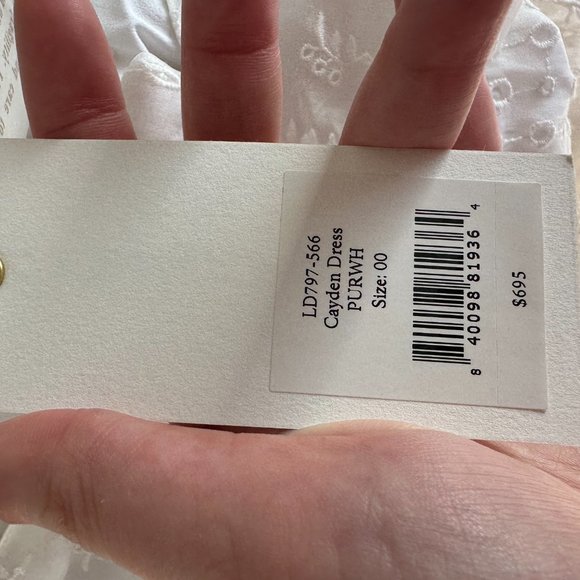 LD797-566
Cayden Dress
PURWH
Size: 00
8 40098 81936 4
$695